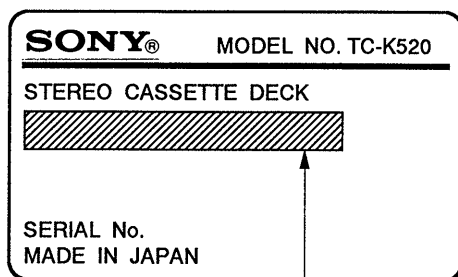 SONY® MODEL NO. TC-K520
STEREO CASSETTE DECK
SERIAL No.
MADE IN JAPAN